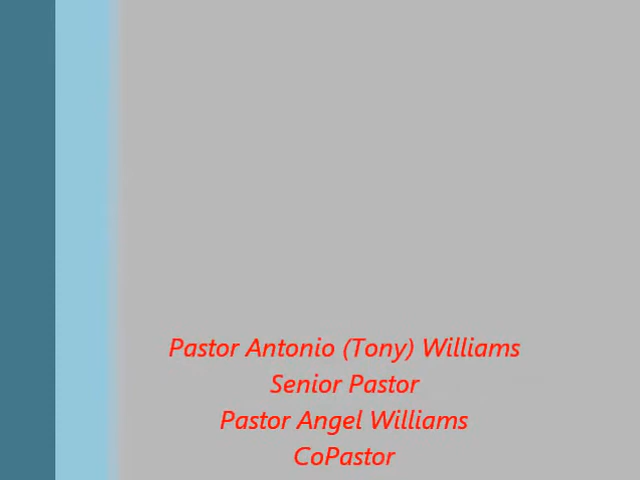 Pastor Antonio (Tony) Williams
Senior Pastor
Pastor Angel Williams
CoPastor